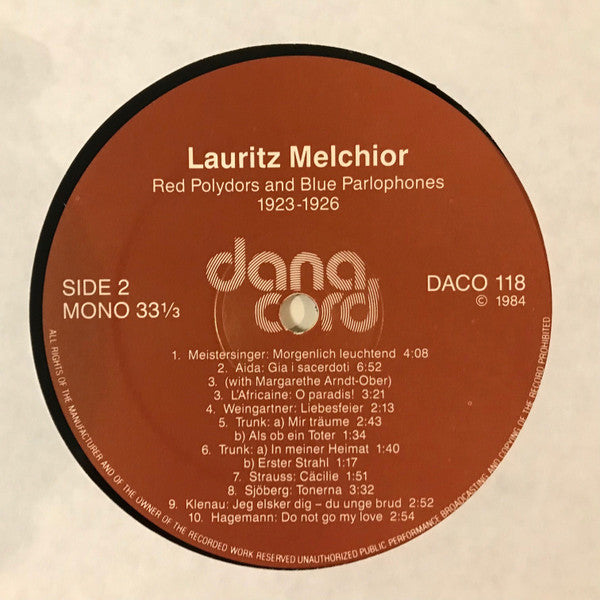 Lauritz Melchior
Red Polydors and Blue Parlophones
1923-1926
dana
cord
SIDE 2
MONO 33⅓
DACO 118
© 1984
1. Meistersinger: Morgenlich leuchtend 4:08
2. Aida: Gia i sacerdoti 6:52
3. (with Margarethe Arndt-Ober)
3. L'Africaine: O paradis! 3:21
4. Weingartner: Liebesfeier 2:13
5. Trunk: a) Mir träume 2:43
b) Als ob ein Toter 1:34
6. Trunk: a) In meiner Heimat 1:40
b) Erster Strahl 1:17
7. Strauss: Cäcilie 1:51
8. Sjöberg: Tonerna 3:32
9. Klenau: Jeg elsker dig – du unge brud 2:52
10. Hagemann: Do not go my love 2:54
ALL RIGHTS OF THE MANUFACTURER AND OF THE OWNER OF THE RECORDED WORK RESERVED UNAUTHORIZED PUBLIC PERFORMANCE BROADCASTING AND COPYING OF THE RECORD PROHIBITED